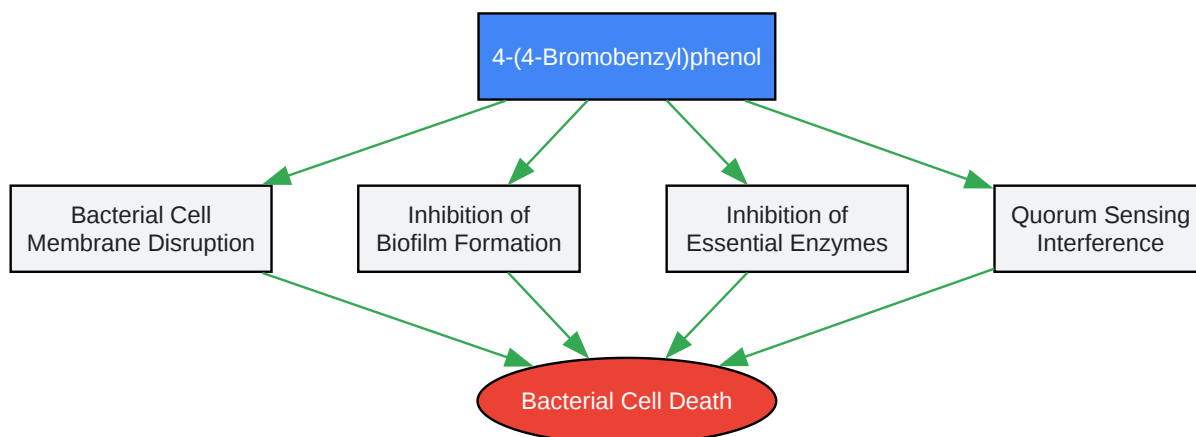 4-(4-Bromobenzyl)phenol
Bacterial Cell
Membrane Disruption
Inhibition of
Biofilm Formation
Inhibition of
Essential Enzymes
Quorum Sensing
Interference
Bacterial Cell Death